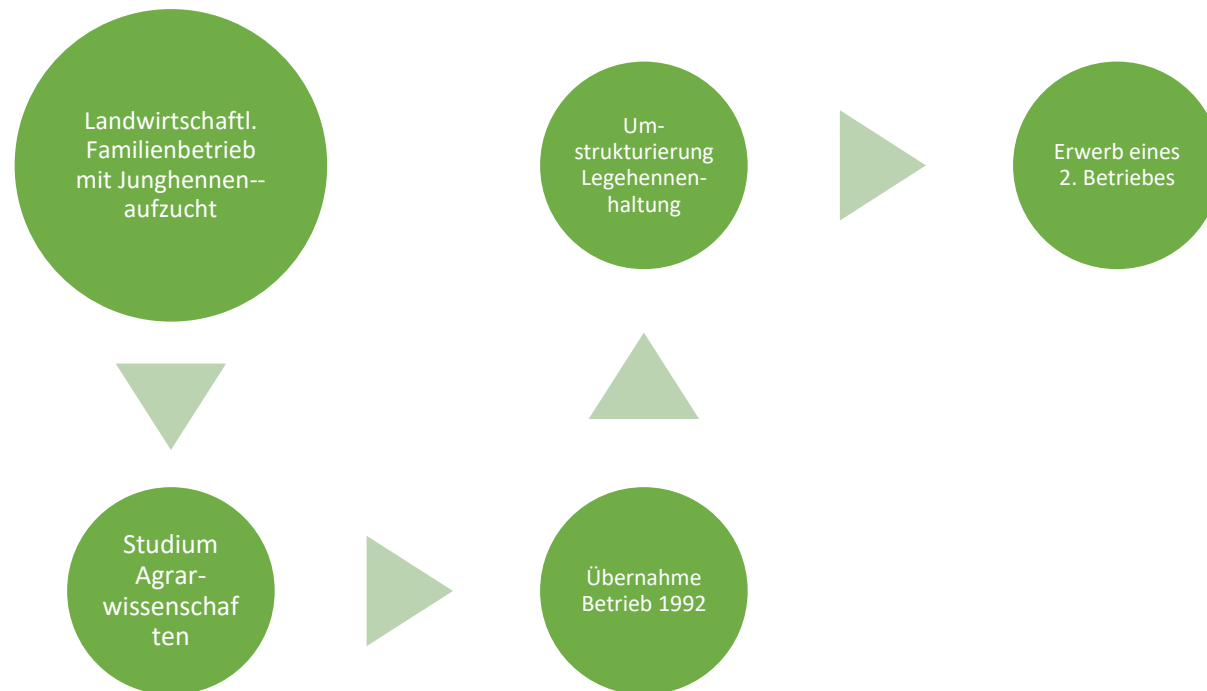 Landwirtschaftl.
Familienbetrieb
mit Junghennen--
aufzucht
Studium
Agrar-
wissenschaf
ten
Übernahme
Betrieb 1992
Um-
strukturierung
Legehennen-
haltung
Erwerb eines
2. Betriebes